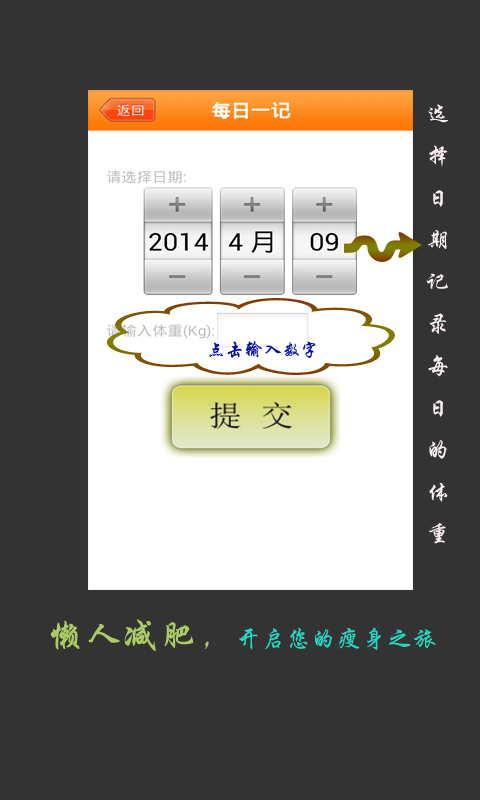 返回
每日一记
请选择日期:
+ + +
2014 4 月 09
− − −
请输入体重(Kg):
点击输入数字
提 交
选择日期记录每日的体重
懒人减肥，开启您的瘦身之旅